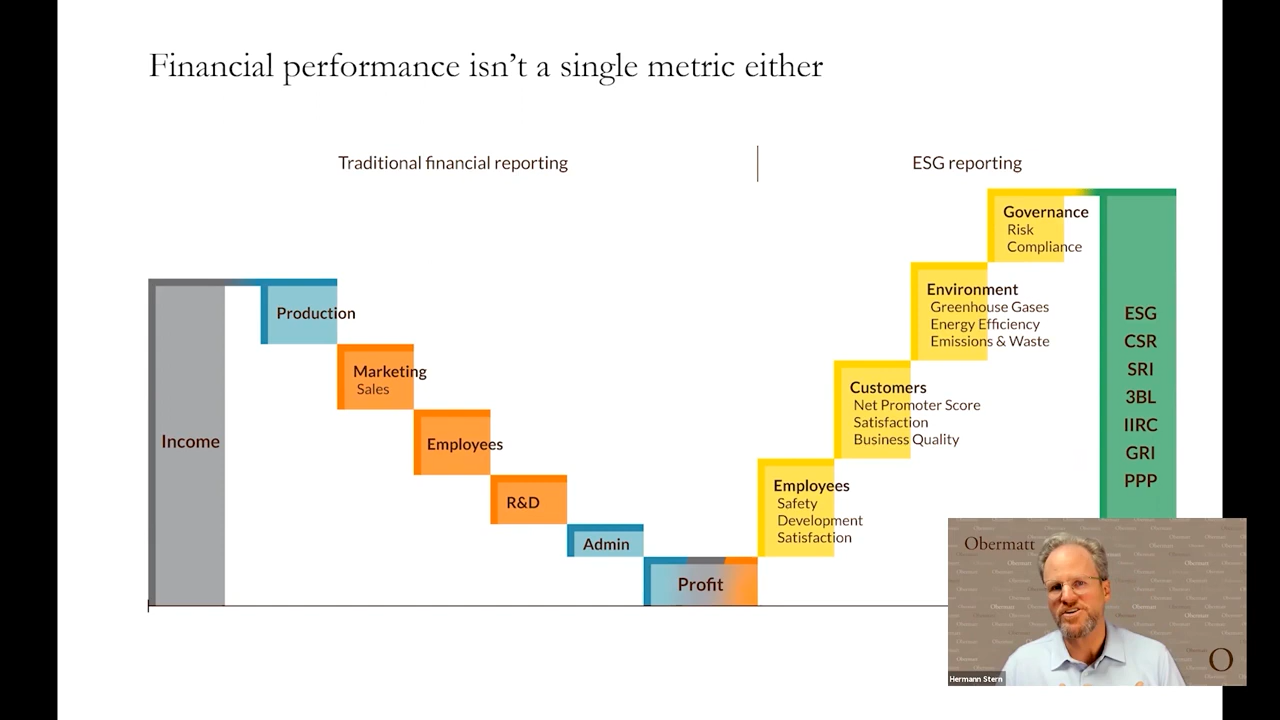 Financial performance isn't a single metric either
Traditional financial reporting
ESG reporting
Income
Production
Marketing
Sales
Employees
R&D
Admin
Profit
Employees
Safety
Development
Satisfaction
Customers
Net Promoter Score
Satisfaction
Business Quality
Environment
Greenhouse Gases
Energy Efficiency
Emissions & Waste
Governance
Risk
Compliance
ESG
CSR
SRI
3BL
IIRC
GRI
PPP
Obermatt
O
Hermann Stern